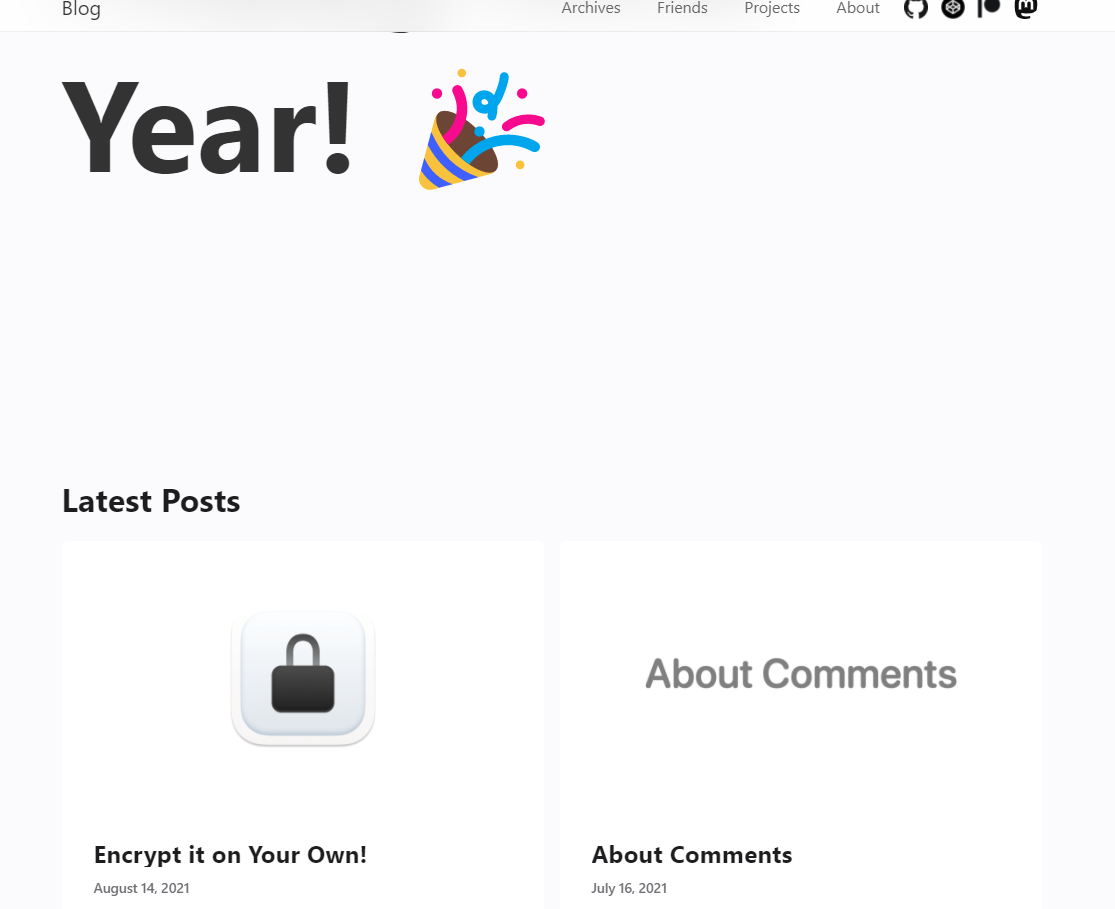 Blog
Archives Friends Projects About
Year!
Latest Posts
About Comments
Encrypt it on Your Own!
August 14, 2021
About Comments
July 16, 2021